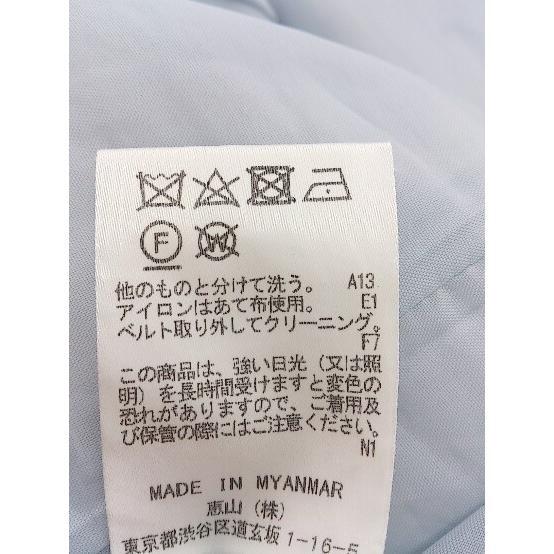 F W
他のものと分けて洗う。 A13
アイロンはあて布使用。 E1
ベルト取り外してクリーニング。
F7
この商品は、強い日光(又は照
明)を長時間受けますと変色の
恐れがありますので、ご着用及
び保管の際にはご注意ください。
N1
MADE IN MYANMAR
恵山(株)
東京都渋谷区道玄坂1-16-5